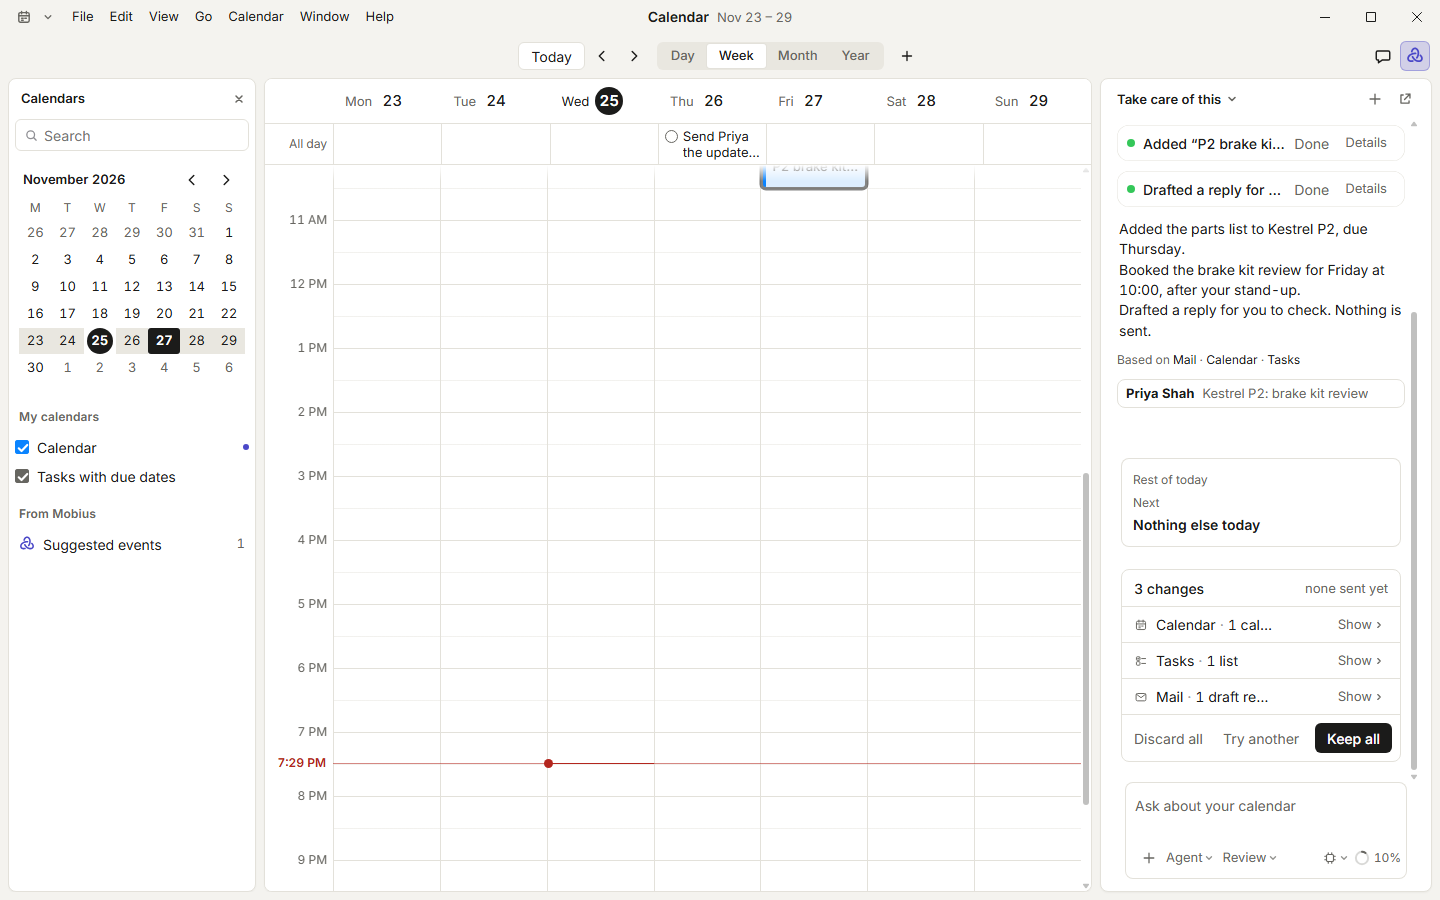 File Edit View Go Calendar Window Help
Calendar Nov 23 – 29
Today
Day Week Month Year
Calendars
Search
November 2026
M T W T F S S
26 27 28 29 30 31 1
2 3 4 5 6 7 8
9 10 11 12 13 14 15
16 17 18 19 20 21 22
23 24 25 26 27 28 29
30 1 2 3 4 5 6
My calendars
Calendar
Tasks with due dates
From Mobius
Suggested events 1
Mon 23 Tue 24 Wed 25 Thu 26 Fri 27 Sat 28 Sun 29
All day
Send Priya
the update...
P2 brake kit...
11 AM
12 PM
1 PM
2 PM
3 PM
4 PM
5 PM
6 PM
7 PM
7:29 PM
8 PM
9 PM
Take care of this
Added “P2 brake ki... Done Details
Drafted a reply for ... Done Details
Added the parts list to Kestrel P2, due
Thursday.
Booked the brake kit review for Friday at
10:00, after your stand-up.
Drafted a reply for you to check. Nothing is
sent.
Based on Mail · Calendar · Tasks
Priya Shah Kestrel P2: brake kit review
Rest of today
Next
Nothing else today
3 changes none sent yet
Calendar · 1 cal... Show
Tasks · 1 list Show
Mail · 1 draft re... Show
Discard all Try another Keep all
Ask about your calendar
Agent Review 10%